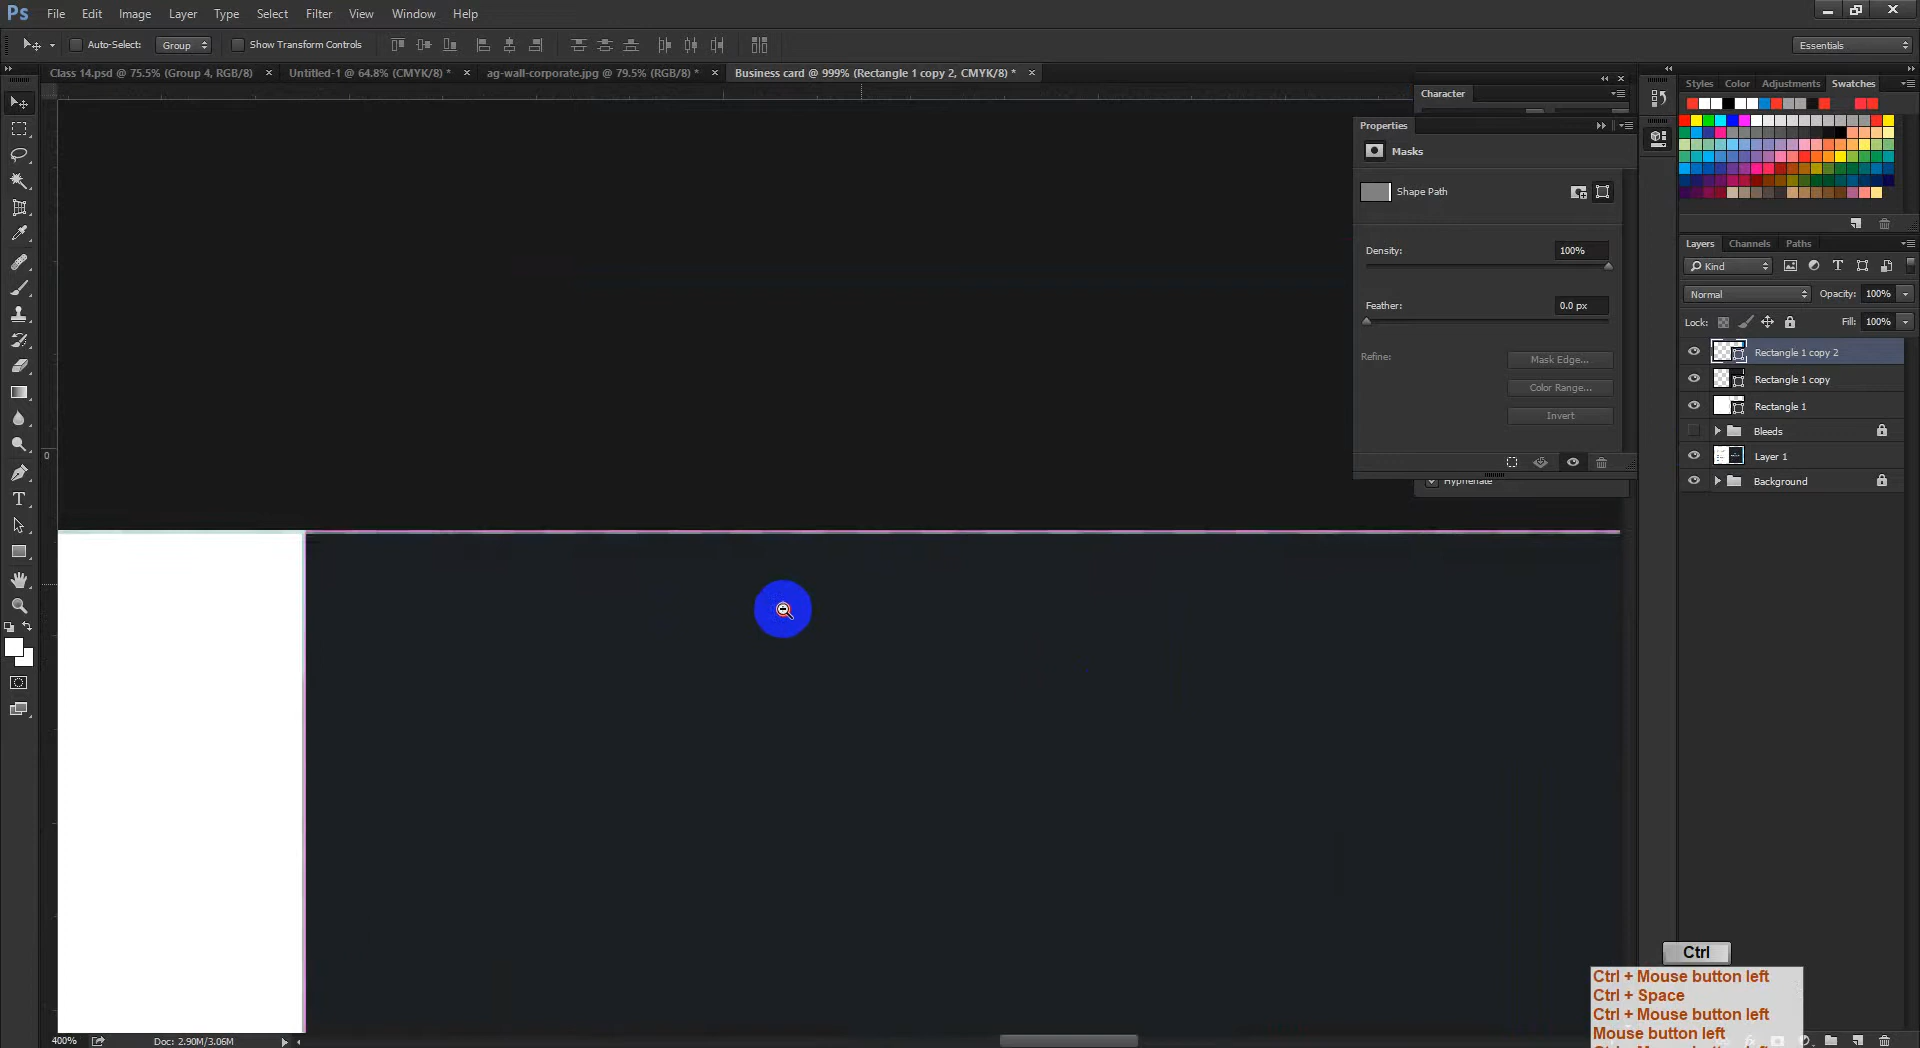 Ps File Edit Image Layer Type Select Filter View Window Help
Auto-Select: Group Show Transform Controls Essentials
Class 14.psd @ 75.5% (Group 4, RGB/8) Untitled-1 @ 64.8% (CMYK/8) * ag-wall-corporate.jpg @ 79.5% (RGB/8) * Business card @ 999% (Rectangle 1 copy 2, CMYK/8) *
Styles Color Adjustments Swatches
Character
Properties
Masks
Shape Path
Density: 100%
Feather: 0.0 px
Refine: Mask Edge...
Color Range...
Invert
Hyphenate
Layers Channels Paths
Kind
Normal Opacity: 100%
Lock: Fill: 100%
Rectangle 1 copy 2
Rectangle 1 copy
Rectangle 1
Bleeds
Layer 1
Background
0
Ctrl
Ctrl + Mouse button left
Ctrl + Space
Ctrl + Mouse button left
Mouse button left
400% Doc: 2.90M/3.06M